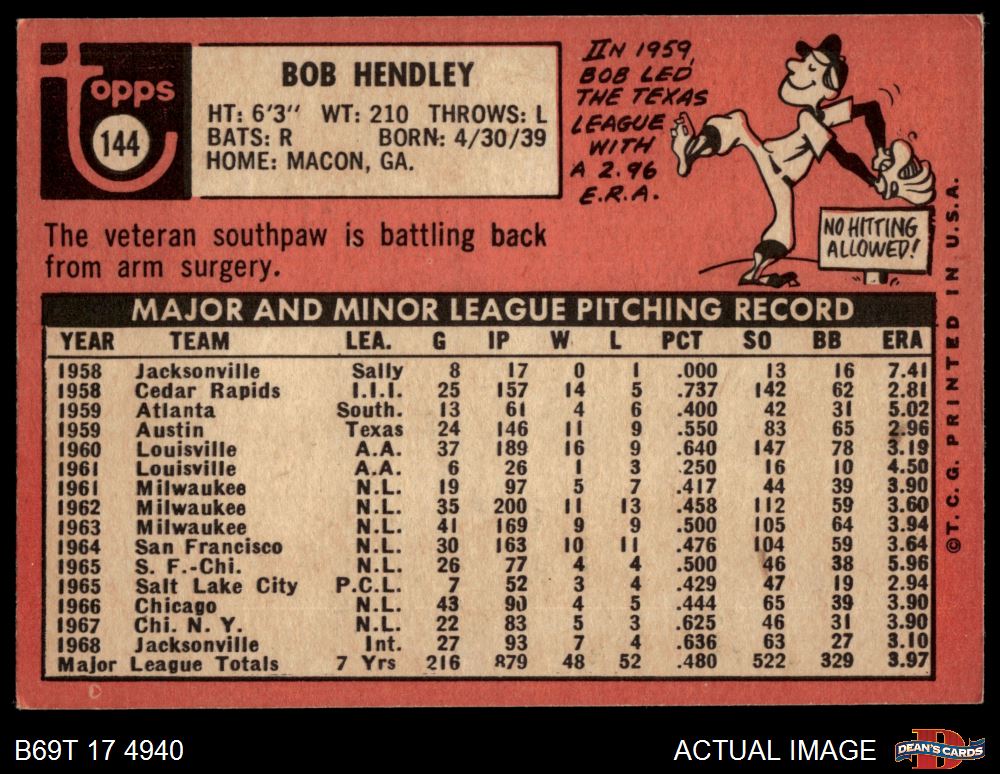 topps
144
BOB HENDLEY
HT: 6'3" WT: 210 THROWS: L
BATS: R BORN: 4/30/39
HOME: MACON, GA.
IN 1959,
BOB LED
THE TEXAS
LEAGUE
WITH
A 2.96
E.R.A.
NO HITTING
ALLOWED!
The veteran southpaw is battling back
from arm surgery.
MAJOR AND MINOR LEAGUE PITCHING RECORD
YEAR TEAM LEA. G IP W L PCT SO BB ERA
1958 Jacksonville Sally 8 17 0 1 .000 13 16 7.41
1958 Cedar Rapids I.I.I. 25 157 14 5 .737 142 62 2.81
1959 Atlanta South. 13 61 4 6 .400 42 31 5.02
1959 Austin Texas 24 146 11 9 .550 83 65 2.96
1960 Louisville A.A. 37 189 16 9 .640 147 78 3.19
1961 Louisville A.A. 6 26 1 3 .250 16 10 4.50
1961 Milwaukee N.L. 19 97 5 7 .417 44 39 3.90
1962 Milwaukee N.L. 35 200 11 13 .458 112 59 3.60
1963 Milwaukee N.L. 41 169 9 9 .500 105 64 3.94
1964 San Francisco N.L. 30 163 10 11 .476 104 59 3.64
1965 S. F.-Chi. N.L. 26 77 4 4 .500 46 38 5.96
1965 Salt Lake City P.C.L. 7 52 3 4 .429 47 19 2.94
1966 Chicago N.L. 43 90 4 5 .444 65 39 3.90
1967 Chi. N. Y. N.L. 22 83 5 3 .625 46 31 3.90
1968 Jacksonville Int. 27 93 7 4 .636 63 27 3.10
Major League Totals 7 Yrs 216 879 48 52 .480 522 329 3.97
©T.C.G. PRINTED IN U.S.A.
B69T 17 4940
ACTUAL IMAGE
DEAN'S CARDS